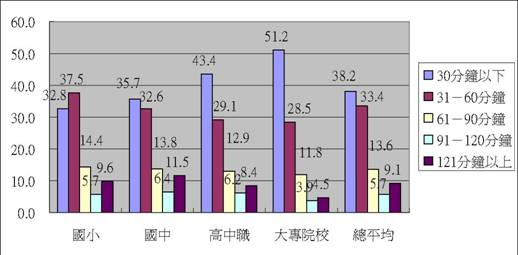 60.0
50.0
40.0
30.0
20.0
10.0
0.0
32.8 37.5 14.4 5.7 9.6
35.7 32.6 13.8 6.4 11.5
43.4 29.1 12.9 6.2 8.4
51.2 28.5 11.8 3.9 4.5
38.2 33.4 13.6 5.7 9.1
國小 國中 高中職 大專院校 總平均
30分鐘以下
31－60分鐘
61－90分鐘
91－120分鐘
121分鐘以上